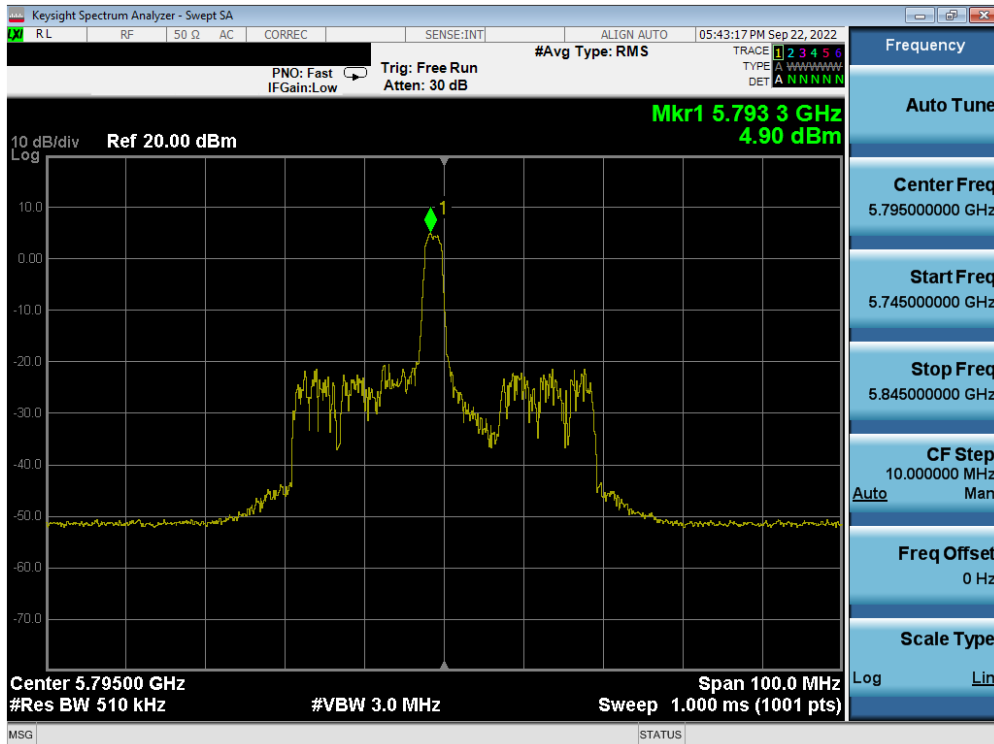 Keysight Spectrum Analyzer - Swept SA
LXI RL RF 50 Ω AC CORREC SENSE:INT ALIGN AUTO 05:43:17 PM Sep 22, 2022
#Avg Type: RMS
TRACE 1 2 3 4 5 6
PNO: Fast Trig: Free Run TYPE A WWWWW
IFGain:Low Atten: 30 dB DET A N N N N N
Mkr1 5.793 3 GHz
4.90 dBm
10 dB/div Ref 20.00 dBm
Log
1
10.0
0.00
-10.0
-20.0
-30.0
-40.0
-50.0
-60.0
-70.0
Center 5.79500 GHz Span 100.0 MHz
#Res BW 510 kHz #VBW 3.0 MHz Sweep 1.000 ms (1001 pts)
MSG STATUS
Frequency
Auto Tune
Center Freq
5.795000000 GHz
Start Freq
5.745000000 GHz
Stop Freq
5.845000000 GHz
CF Step
10.000000 MHz
Auto Man
Freq Offset
0 Hz
Scale Type
Log Lin